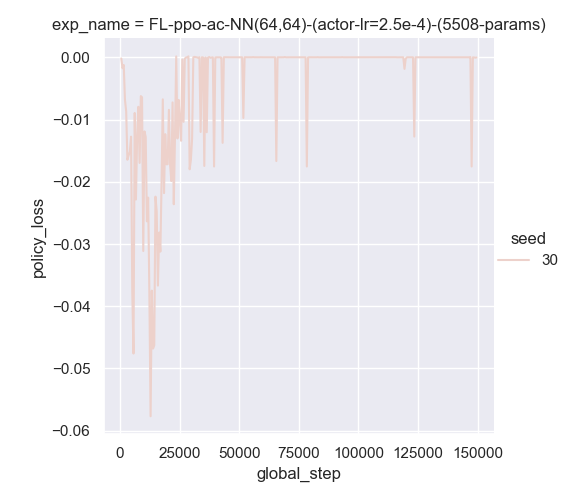 exp_name = FL-ppo-ac-NN(64,64)-(actor-lr=2.5e-4)-(5508-params)
0.00
−0.01
−0.02
−0.03
−0.04
−0.05
−0.06
policy_loss
0 25000 50000 75000 100000 125000 150000
global_step
seed
30